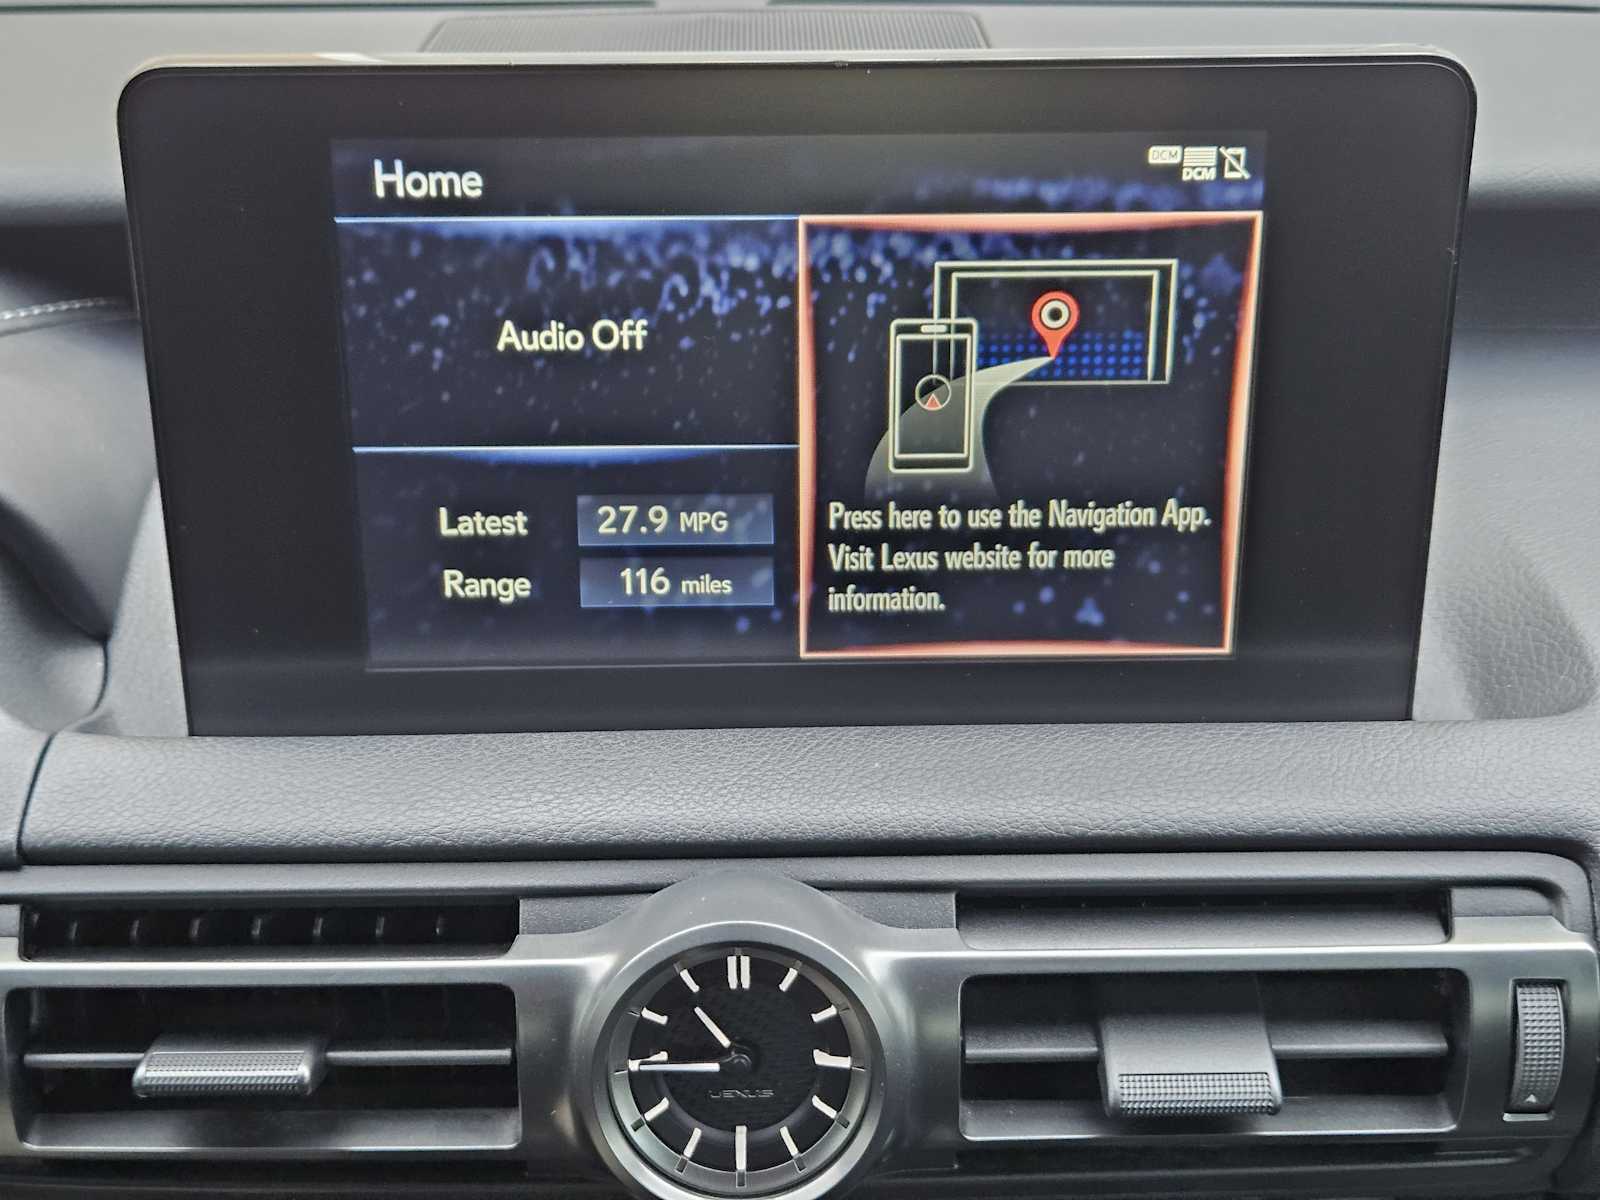 Home
DCM
DCM
Audio Off
Latest 27.9 MPG
Range 116 miles
Press here to use the Navigation App.
Visit Lexus website for more
information.
LEXUS